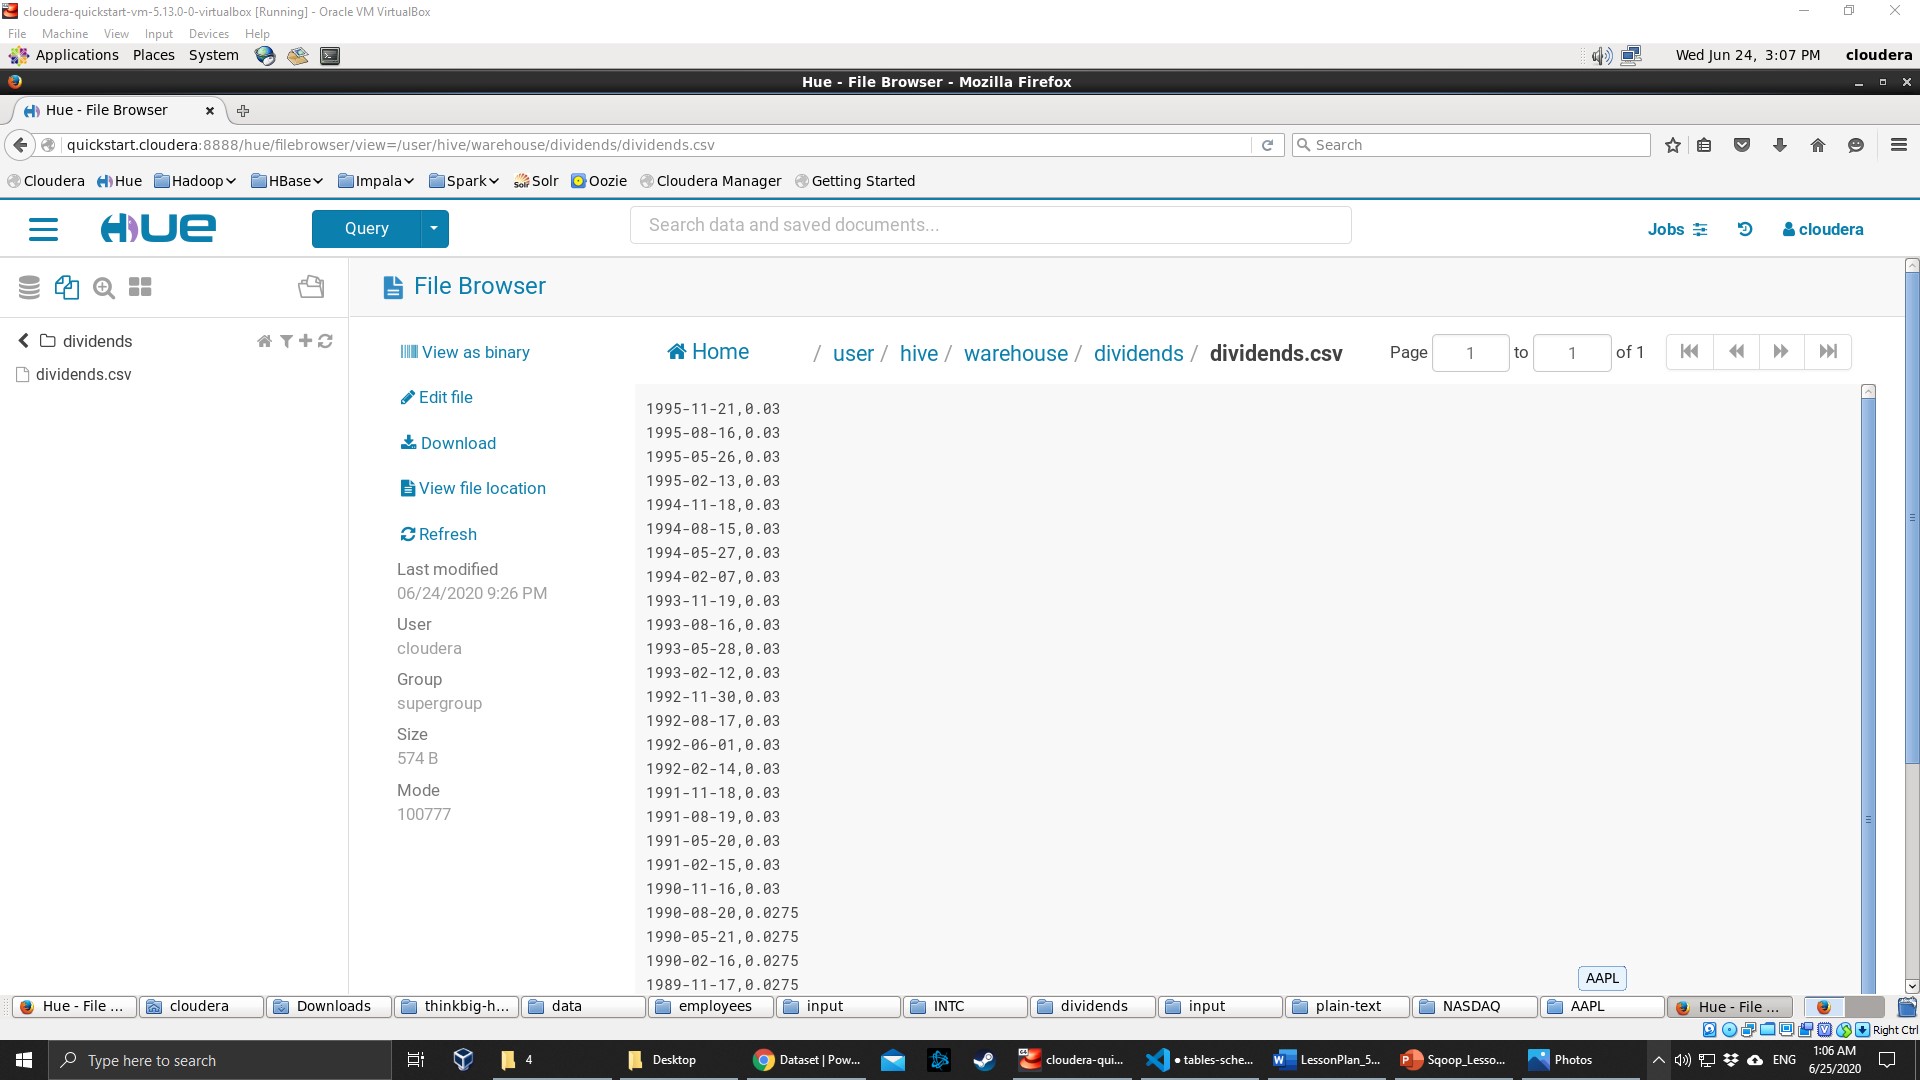 cloudera-quickstart-vm-5.13.0-0-virtualbox [Running] - Oracle VM VirtualBox
File Machine View Input Devices Help
Applications Places System Wed Jun 24, 3:07 PM cloudera
Hue - File Browser - Mozilla Firefox
Hue - File Browser
quickstart.cloudera:8888/hue/filebrowser/view=/user/hive/warehouse/dividends/dividends.csv Search
Cloudera Hue Hadoop HBase Impala Spark Solr Oozie Cloudera Manager Getting Started
HUE Query Search data and saved documents... Jobs cloudera
File Browser
dividends
dividends.csv
View as binary
Edit file
Download
View file location
Refresh
Last modified
06/24/2020 9:26 PM
User
cloudera
Group
supergroup
Size
574 B
Mode
100777
Home / user / hive / warehouse / dividends / dividends.csv Page 1 to 1 of 1
1995-11-21,0.03
1995-08-16,0.03
1995-05-26,0.03
1995-02-13,0.03
1994-11-18,0.03
1994-08-15,0.03
1994-05-27,0.03
1994-02-07,0.03
1993-11-19,0.03
1993-08-16,0.03
1993-05-28,0.03
1993-02-12,0.03
1992-11-30,0.03
1992-08-17,0.03
1992-06-01,0.03
1992-02-14,0.03
1991-11-18,0.03
1991-08-19,0.03
1991-05-20,0.03
1991-02-15,0.03
1990-11-16,0.03
1990-08-20,0.0275
1990-05-21,0.0275
1990-02-16,0.0275
1989-11-17,0.0275
AAPL
Hue - File ... cloudera Downloads thinkbig-h... data employees input INTC dividends input plain-text NASDAQ AAPL Hue - File ...
Right Ctrl
Type here to search 4 Desktop Dataset | Pow... cloudera-qui... • tables-sche... LessonPlan_5... Sqoop_Lesso... Photos ENG 1:06 AM
6/25/2020